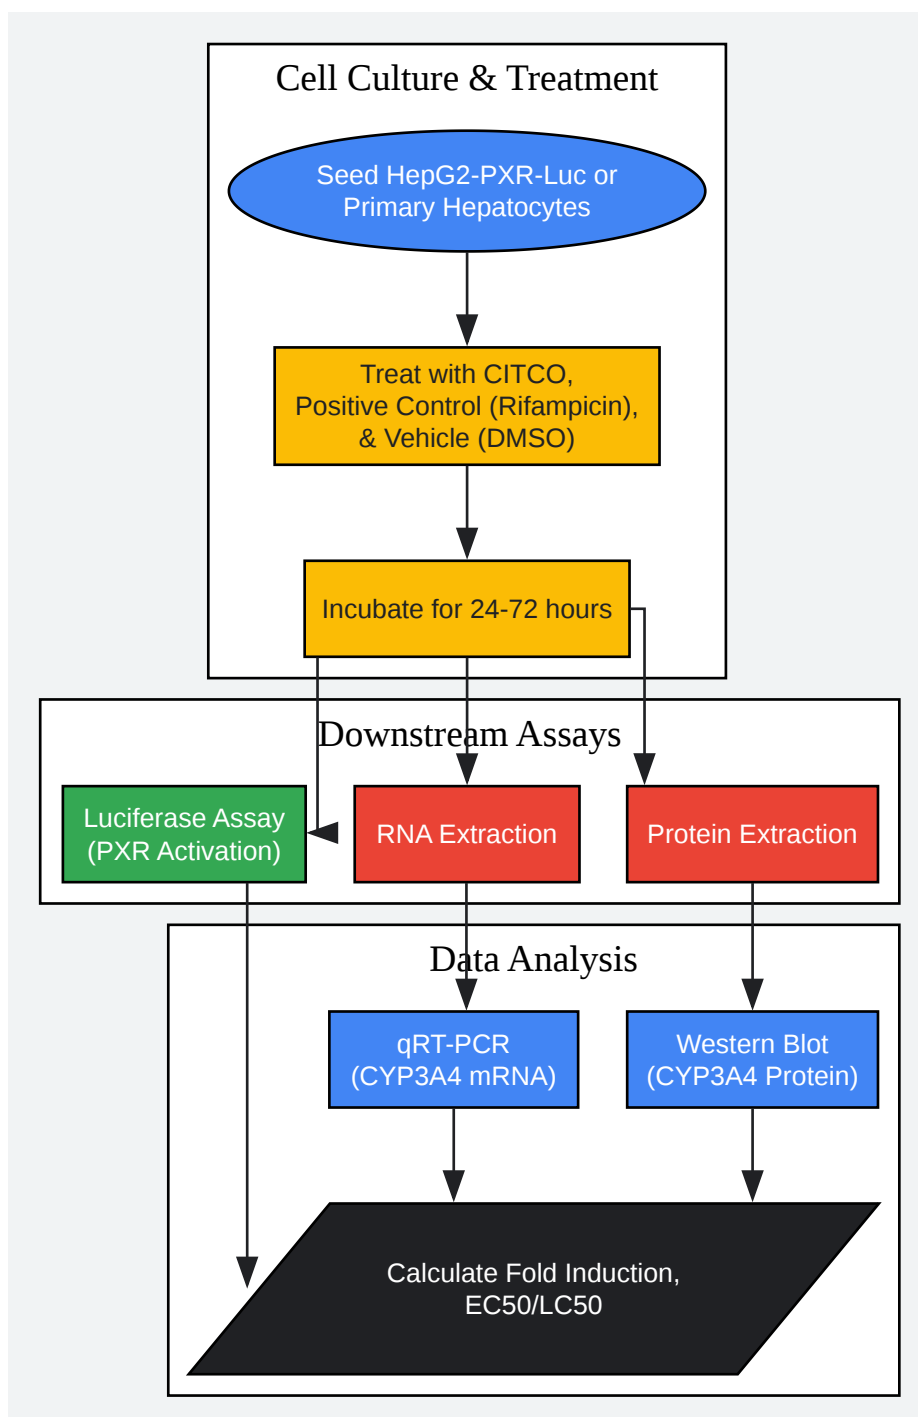 Cell Culture & Treatment
Seed HepG2-PXR-Luc or
Primary Hepatocytes
Treat with CITCO,
Positive Control (Rifampicin),
& Vehicle (DMSO)
Incubate for 24-72 hours
Downstream Assays
Luciferase Assay
(PXR Activation)
RNA Extraction
Protein Extraction
Data Analysis
qRT-PCR
(CYP3A4 mRNA)
Western Blot
(CYP3A4 Protein)
Calculate Fold Induction,
EC50/LC50